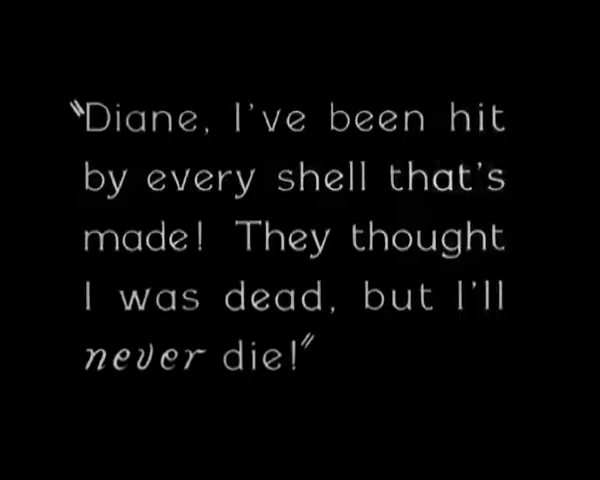 "Diane, I've been hit
by every shell that's
made! They thought
I was dead, but I'll
never die!"